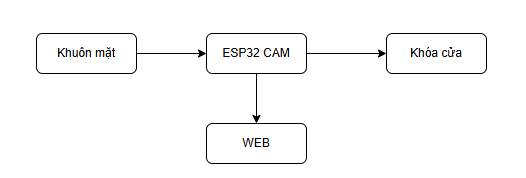 Khuôn mặt
ESP32 CAM
Khóa cửa
WEB